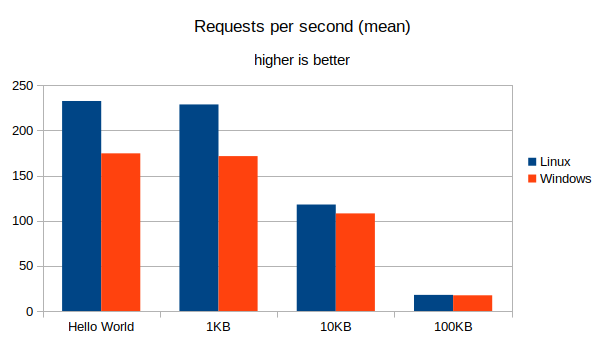 Requests per second (mean)
higher is better
250
200
150
100
50
0
Hello World
1KB
10KB
100KB
Linux
Windows